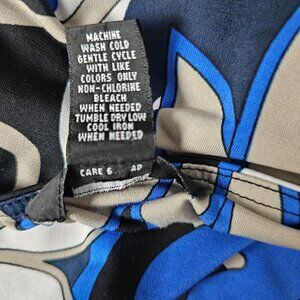 MACHINE
WASH COLD
GENTLE CYCLE
WITH LIKE
COLORS ONLY
NON-CHLORINE
BLEACH
WHEN NEEDED
TUMBLE DRY LOW
COOL IRON
WHEN NEEDED
CARE 6. AD